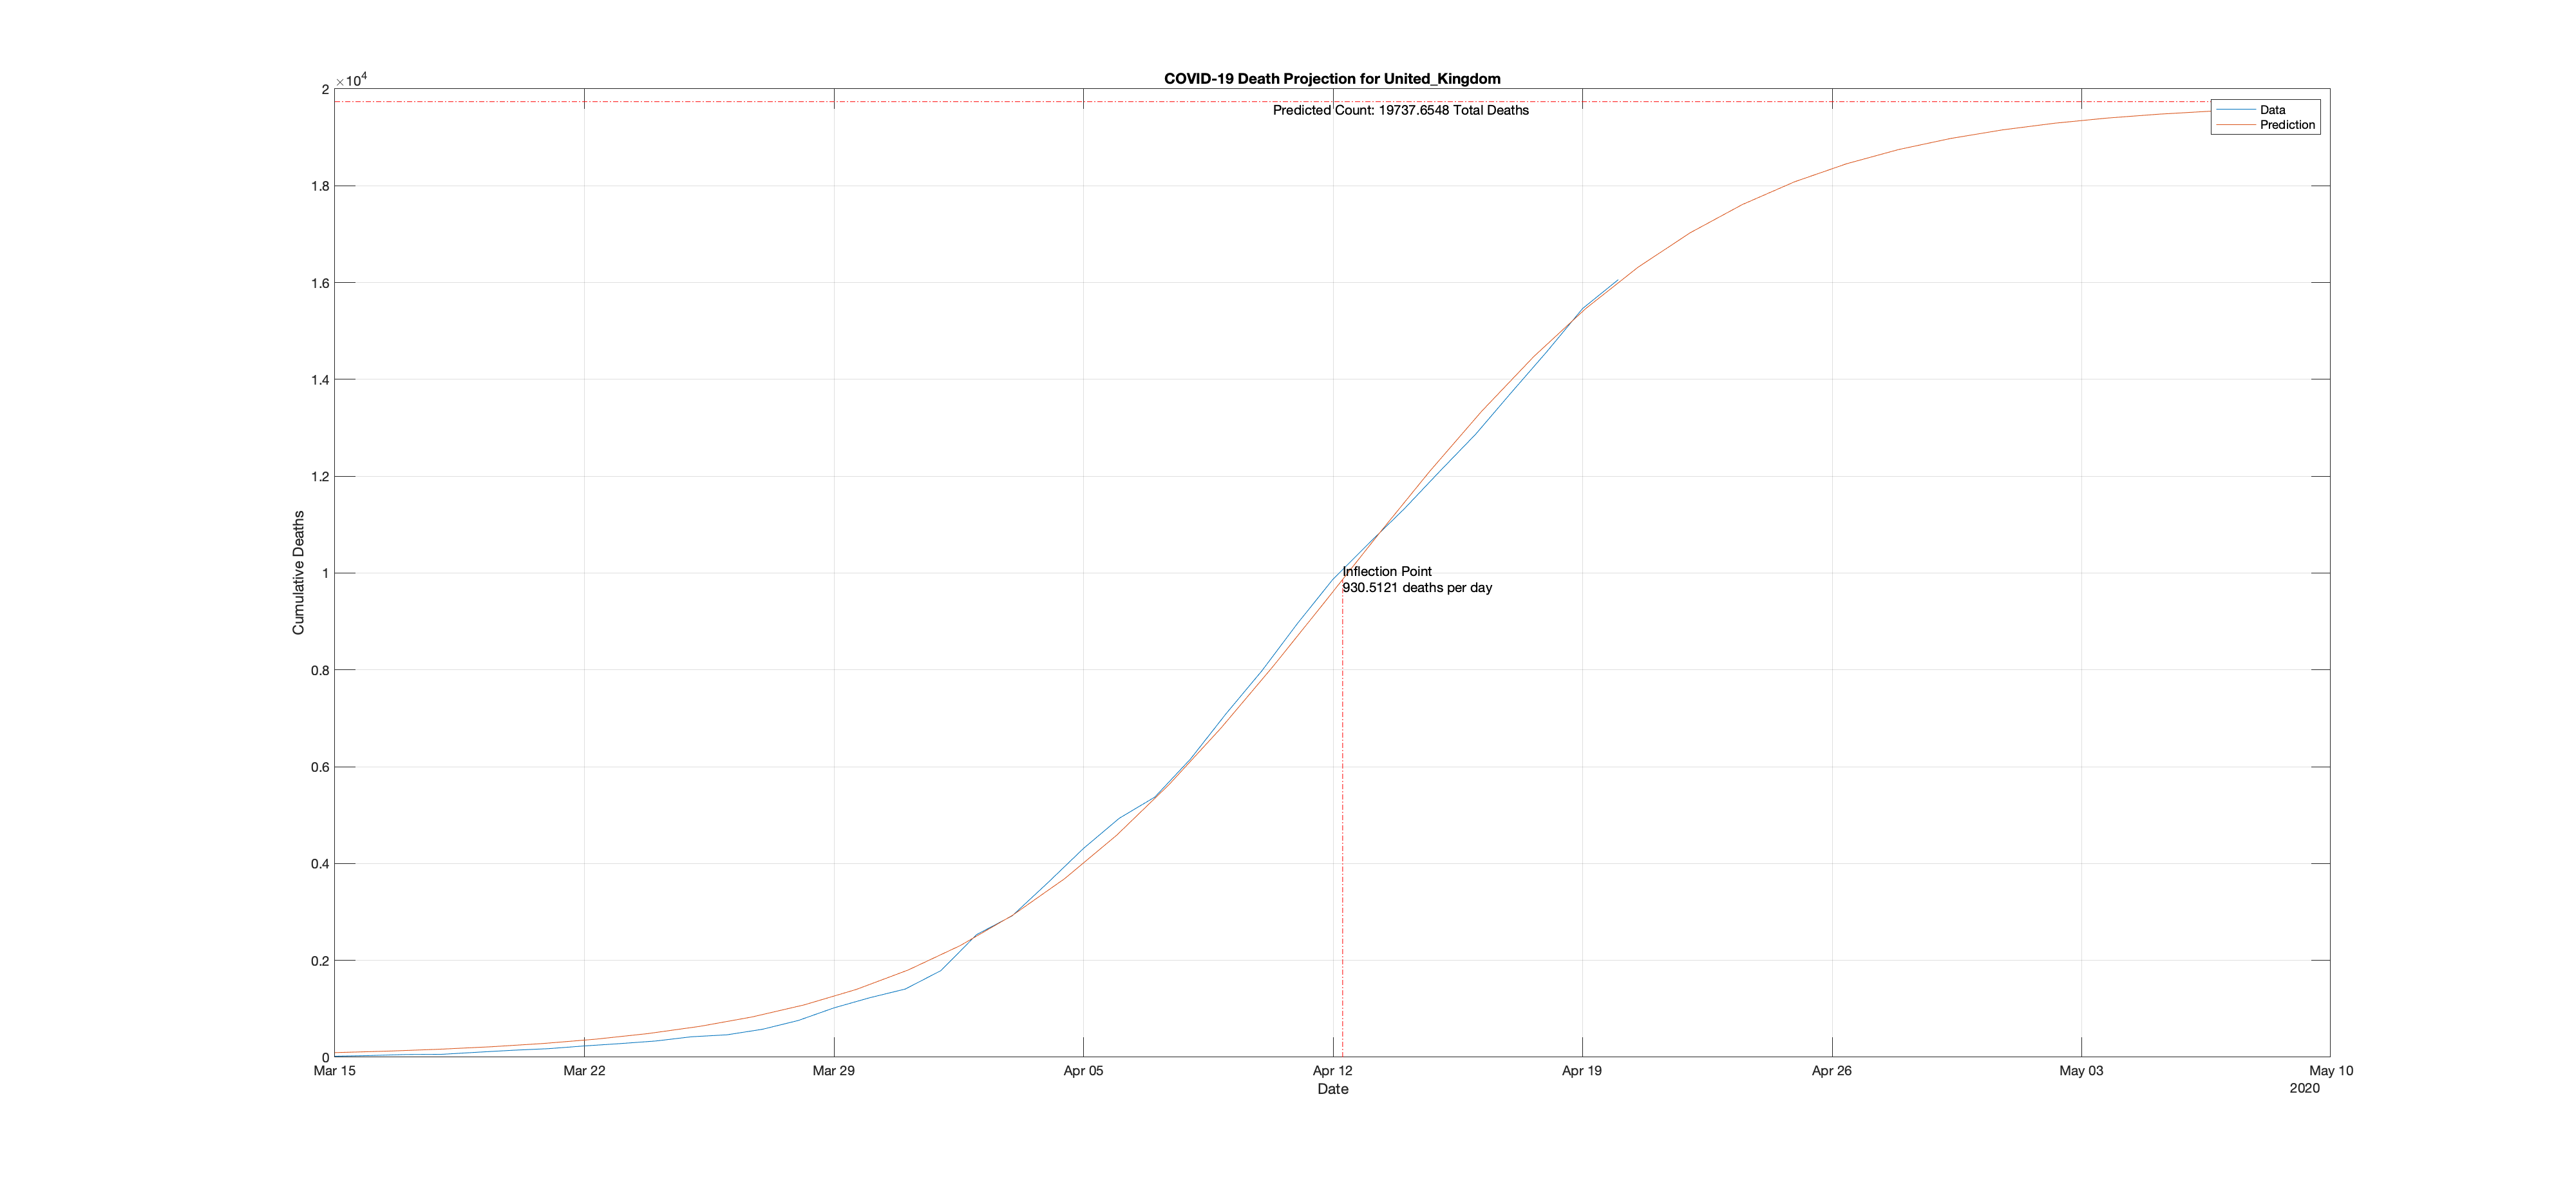 COVID-19 Death Projection for United_Kingdom
×10^4
Predicted Count: 19737.6548 Total Deaths
Data
Prediction
2
1.8
1.6
1.4
1.2
1
0.8
0.6
0.4
0.2
0
Cumulative Deaths
Inflection Point
930.5121 deaths per day
Mar 15 Mar 22 Mar 29 Apr 05 Apr 12 Apr 19 Apr 26 May 03 May 10
Date
2020